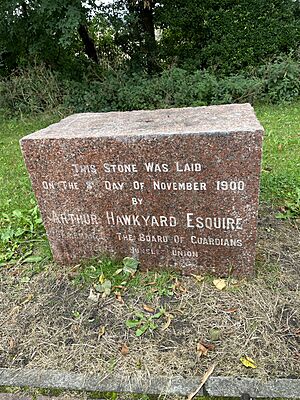 THIS STONE WAS LAID
ON THE DAY OF NOVEMBER 1900
BY
ARTHUR HAWKYARD ESQUIRE
THE BOARD OF GUARDIANS
HUNSLET UNION